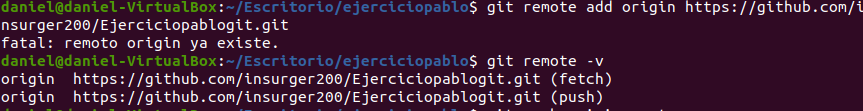 daniel@daniel-VirtualBox:~/Escritorio/ejerciciopablo$ git remote add origin https://github.com/i
nsurger200/Ejerciciopablogit.git
fatal: remoto origin ya existe.
daniel@daniel-VirtualBox:~/Escritorio/ejerciciopablo$ git remote -v
origin  https://github.com/insurger200/Ejerciciopablogit.git (fetch)
origin  https://github.com/insurger200/Ejerciciopablogit.git (push)